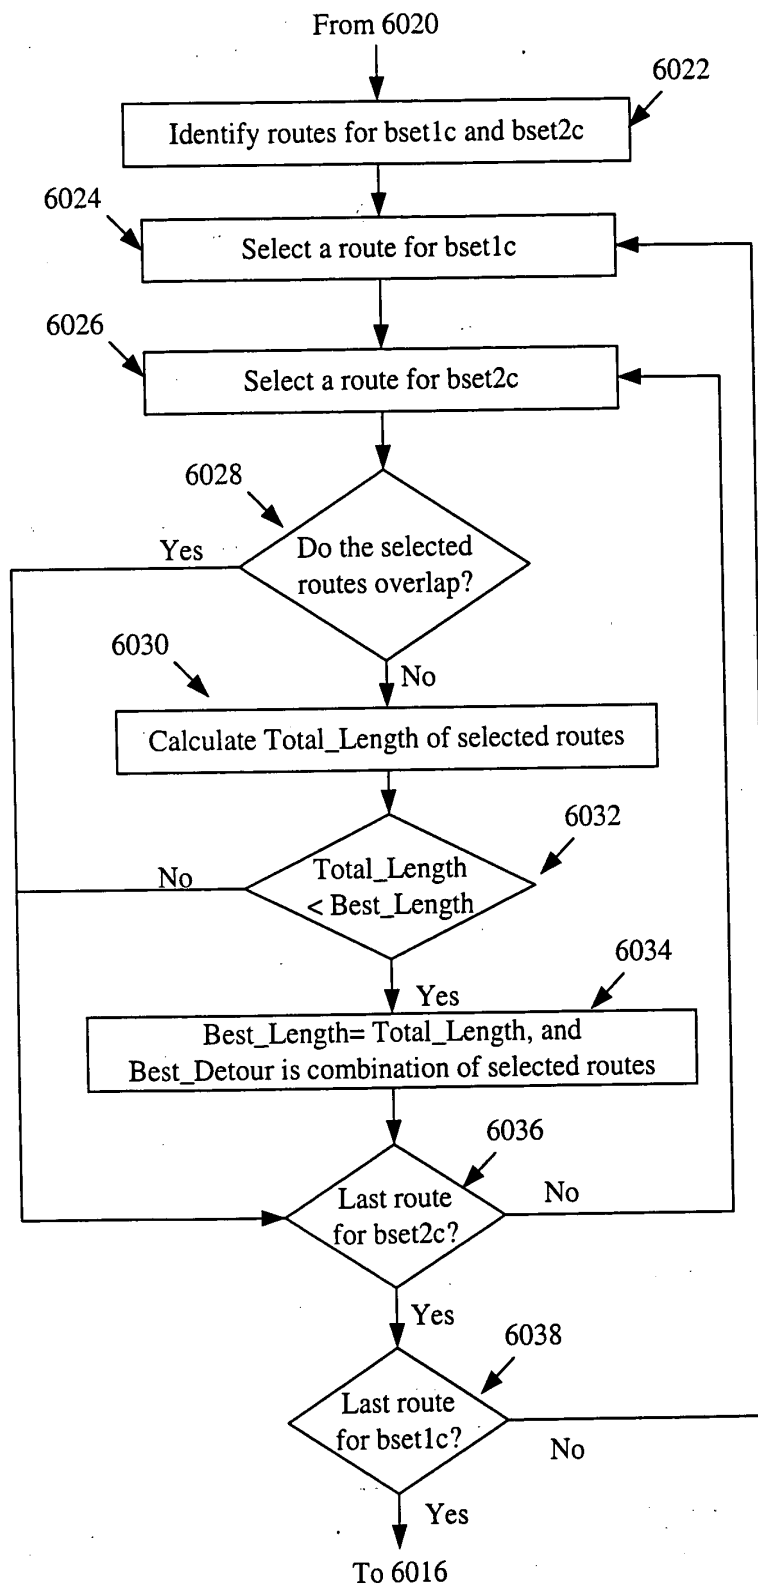 From 6020
6022
Identify routes for bset1c and bset2c
6024
Select a route for bset1c
6026
Select a route for bset2c
6028
Yes
Do the selected
routes overlap?
6030
No
Calculate Total_Length of selected routes
6032
No
Total_Length
< Best_Length
6034
Yes
Best_Length= Total_Length, and
Best_Detour is combination of selected routes
6036
Last route
for bset2c?
No
Yes
6038
Last route
for bset1c?
No
Yes
To 6016